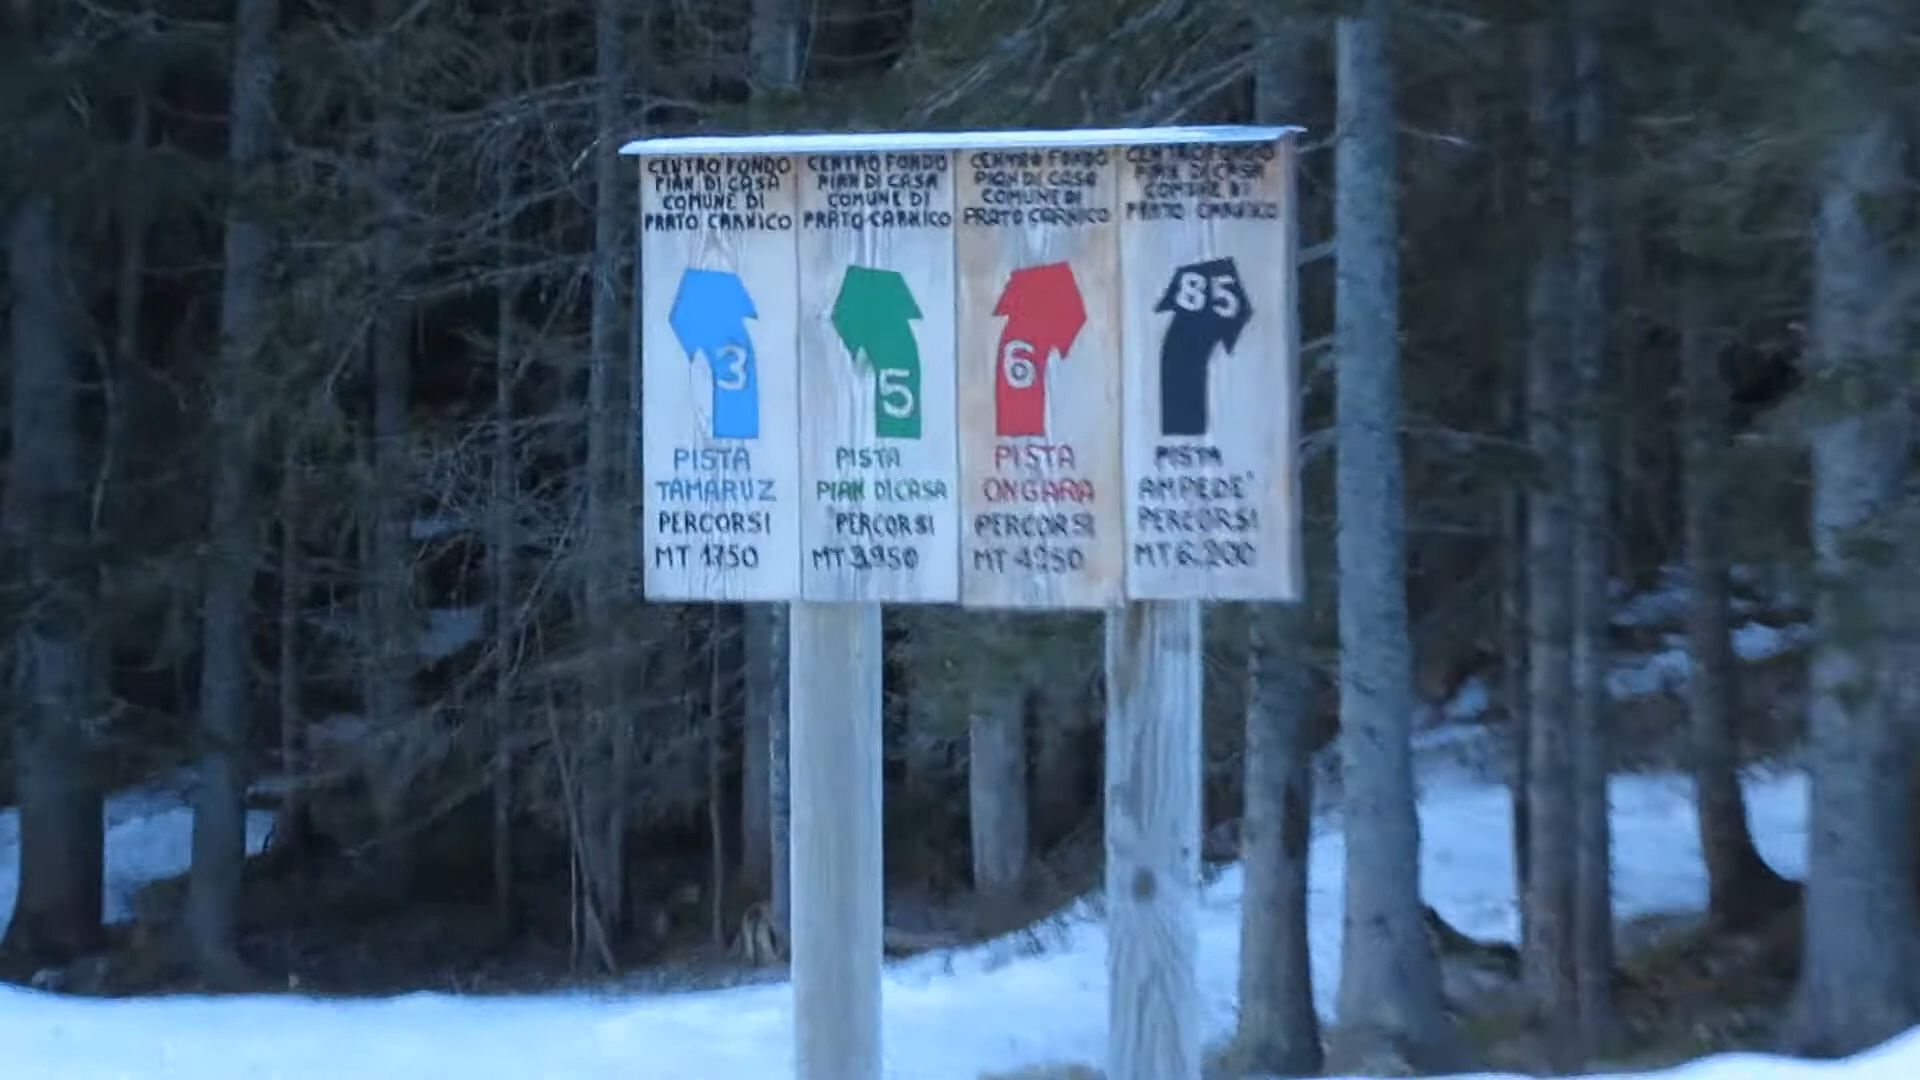 CENTRO FONDO
PIAN DI CASA
COMUNE DI
PRATO CARNICO
3
PISTA
TAMARUZ
PERCORSI
MT 1750
CENTRO FONDO
PIAN DI CASA
COMUNE DI
PRATO CARNICO
5
PISTA
PIAN DI CASA
PERCORSI
MT 3950
CENTRO FONDO
PIAN DI CASA
COMUNE DI
PRATO CARNICO
6
PISTA
ONGARA
PERCORSI
MT 4250
CENTRO FONDO
PIAN DI CASA
COMUNE DI
PRATO CARNICO
85
PISTA
AMPEDE'
PERCORSI
MT 6.200